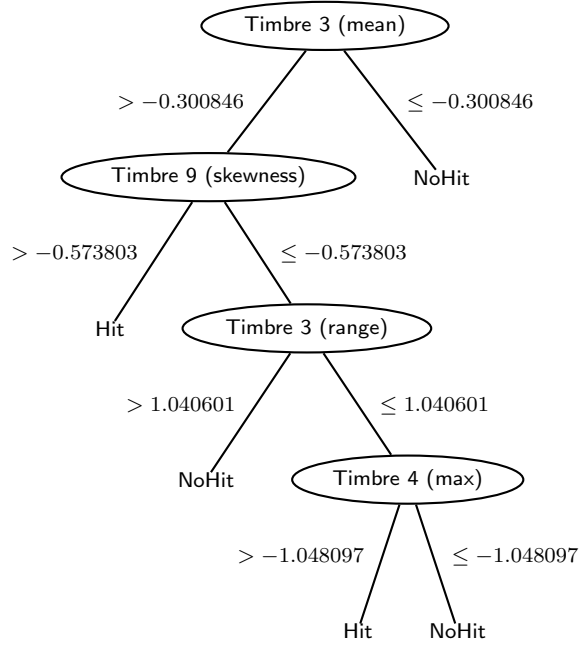 Timbre 3 (mean)
> −0.300846
≤ −0.300846
Timbre 9 (skewness)
NoHit
> −0.573803
≤ −0.573803
Hit
Timbre 3 (range)
> 1.040601
≤ 1.040601
NoHit
Timbre 4 (max)
> −1.048097
≤ −1.048097
Hit
NoHit